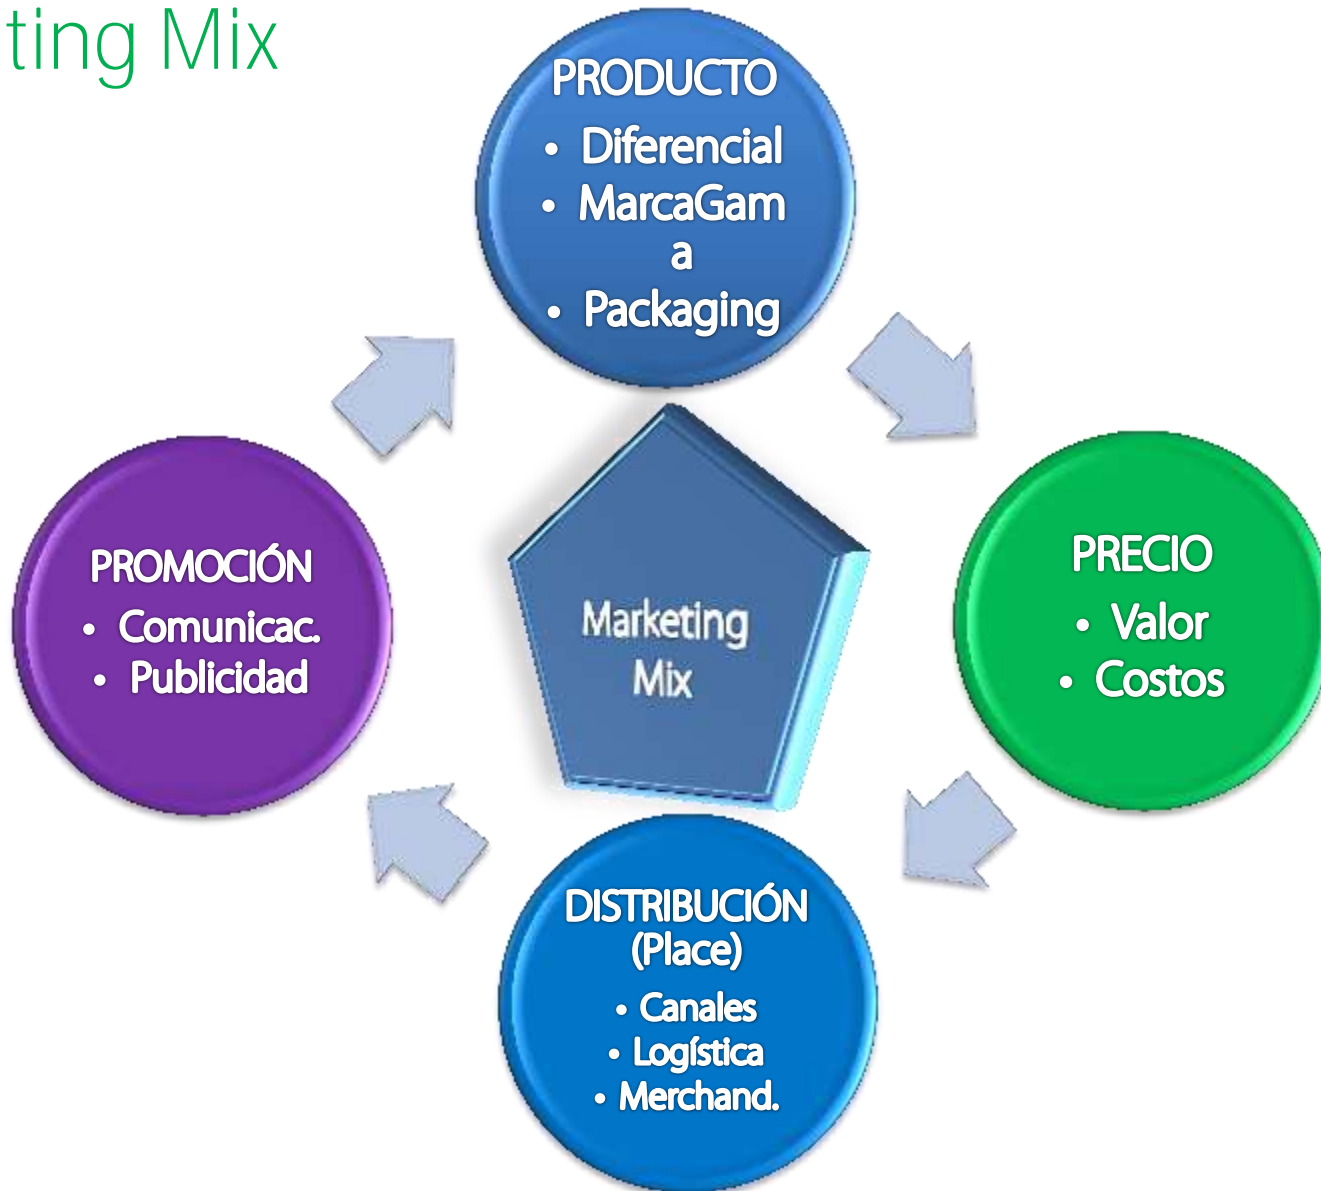 ting Mix
PRODUCTO
• Diferencial
• MarcaGam
a
• Packaging
PROMOCIÓN
• Comunicac.
• Publicidad
Marketing
Mix
PRECIO
• Valor
• Costos
DISTRIBUCIÓN
(Place)
• Canales
• Logística
• Merchand.